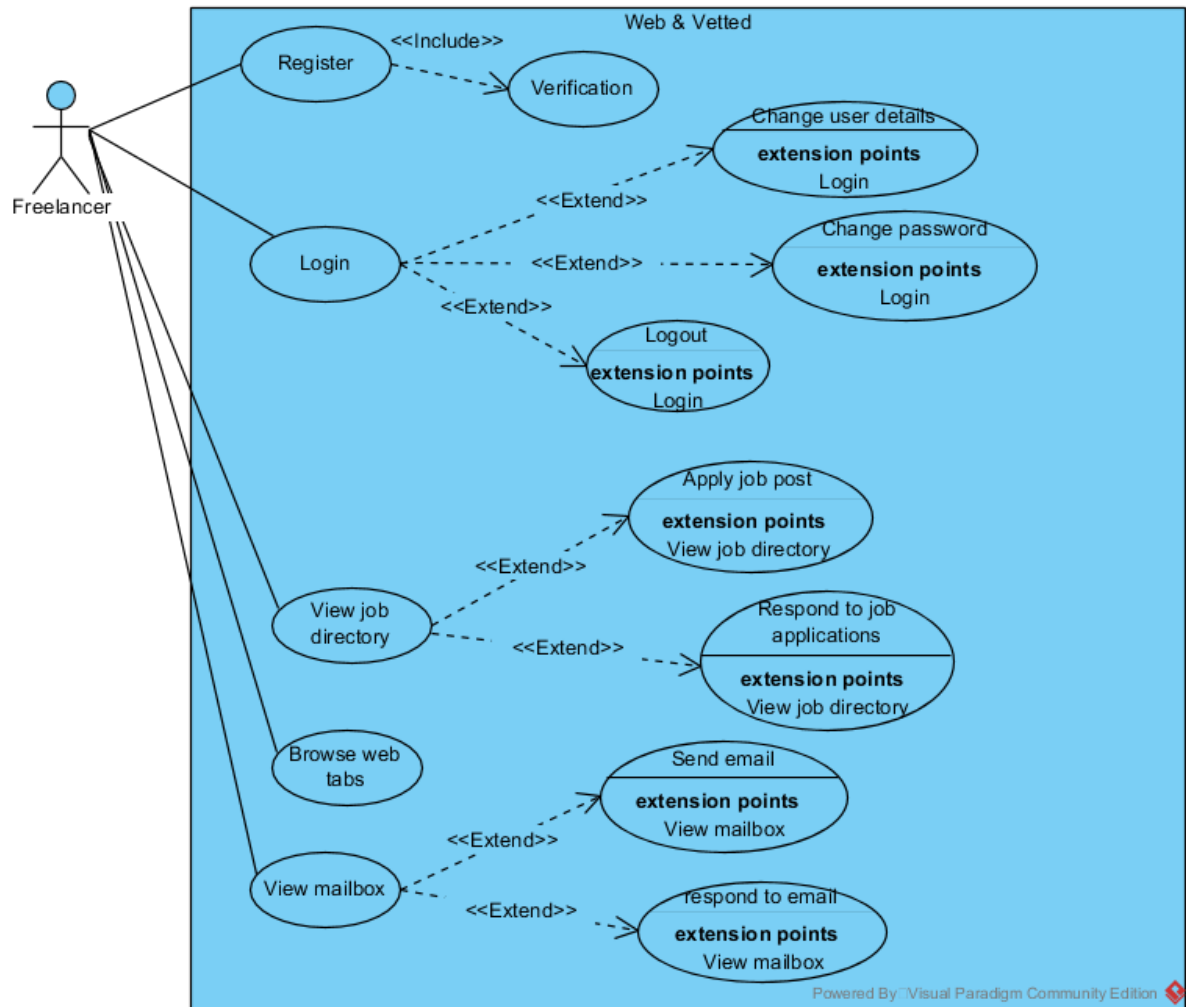 Web & Vetted
<<Include>>
Register
Verification
Freelancer
Change user details
extension points
Login
<<Extend>>
Change password
extension points
Login
<<Extend>>
Login
<<Extend>>
Logout
extension points
Login
Apply job post
extension points
View job directory
<<Extend>>
View job
directory
Respond to job
applications
extension points
View job directory
<<Extend>>
Browse web
tabs
Send email
extension points
View mailbox
<<Extend>>
View mailbox
respond to email
extension points
View mailbox
<<Extend>>
Powered By Visual Paradigm Community Edition